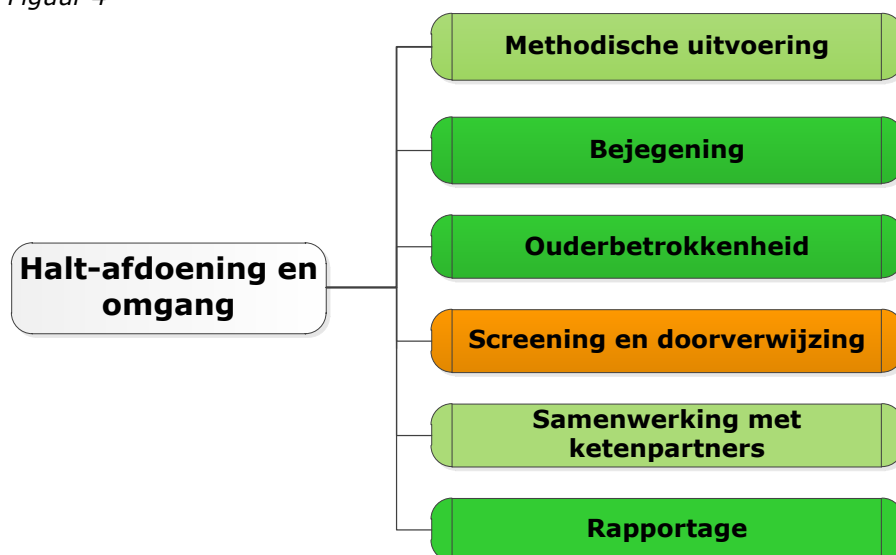 Figuur 4
Methodische uitvoering
Bejegening
Ouderbetrokkenheid
Halt-afdoening en
omgang
Screening en doorverwijzing
Samenwerking met
ketenpartners
Rapportage